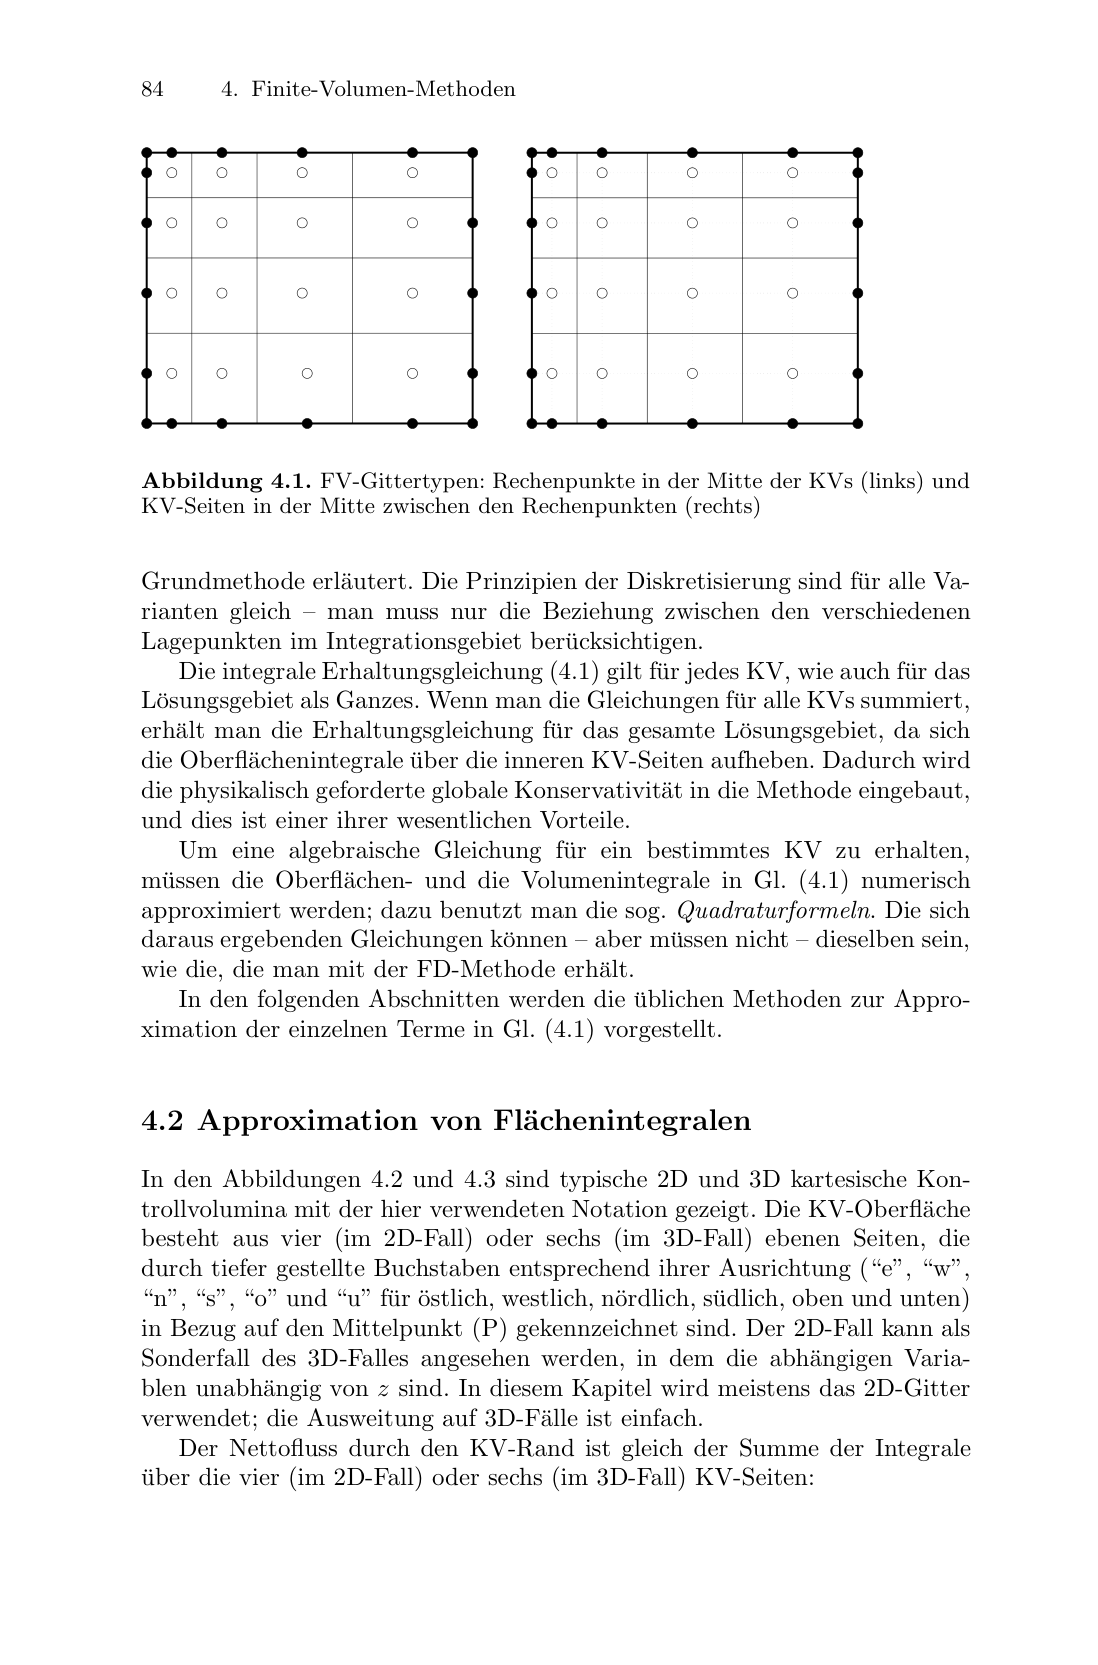 84 4. Finite-Volumen-Methoden
Abbildung 4.1. FV-Gittertypen: Rechenpunkte in der Mitte der KVs (links) und
KV-Seiten in der Mitte zwischen den Rechenpunkten (rechts)
Grundmethode erläutert. Die Prinzipien der Diskretisierung sind für alle Va-
rianten gleich – man muss nur die Beziehung zwischen den verschiedenen
Lagepunkten im Integrationsgebiet berücksichtigen.
Die integrale Erhaltungsgleichung (4.1) gilt für jedes KV, wie auch für das
Lösungsgebiet als Ganzes. Wenn man die Gleichungen für alle KVs summiert,
erhält man die Erhaltungsgleichung für das gesamte Lösungsgebiet, da sich
die Oberflächenintegrale über die inneren KV-Seiten aufheben. Dadurch wird
die physikalisch geforderte globale Konservativität in die Methode eingebaut,
und dies ist einer ihrer wesentlichen Vorteile.
Um eine algebraische Gleichung für ein bestimmtes KV zu erhalten,
müssen die Oberflächen- und die Volumenintegrale in Gl. (4.1) numerisch
approximiert werden; dazu benutzt man die sog. Quadraturformeln. Die sich
daraus ergebenden Gleichungen können – aber müssen nicht – dieselben sein,
wie die, die man mit der FD-Methode erhält.
In den folgenden Abschnitten werden die üblichen Methoden zur Appro-
ximation der einzelnen Terme in Gl. (4.1) vorgestellt.
4.2 Approximation von Flächenintegralen
In den Abbildungen 4.2 und 4.3 sind typische 2D und 3D kartesische Kon-
trollvolumina mit der hier verwendeten Notation gezeigt. Die KV-Oberfläche
besteht aus vier (im 2D-Fall) oder sechs (im 3D-Fall) ebenen Seiten, die
durch tiefer gestellte Buchstaben entsprechend ihrer Ausrichtung (“e”, “w”,
“n”, “s”, “o” und “u” für östlich, westlich, nördlich, südlich, oben und unten)
in Bezug auf den Mittelpunkt (P) gekennzeichnet sind. Der 2D-Fall kann als
Sonderfall des 3D-Falles angesehen werden, in dem die abhängigen Varia-
blen unabhängig von z sind. In diesem Kapitel wird meistens das 2D-Gitter
verwendet; die Ausweitung auf 3D-Fälle ist einfach.
Der Nettofluss durch den KV-Rand ist gleich der Summe der Integrale
über die vier (im 2D-Fall) oder sechs (im 3D-Fall) KV-Seiten: